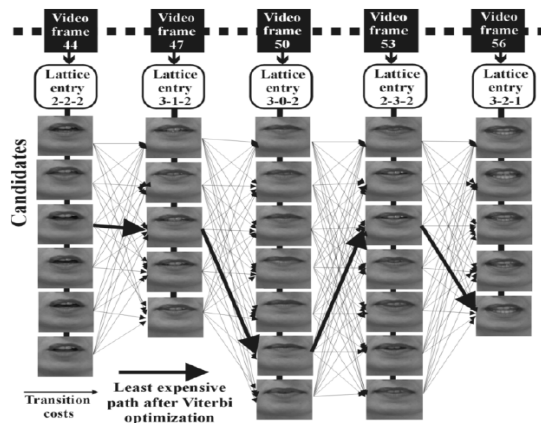 Video frame 44
Video frame 47
Video frame 50
Video frame 53
Video frame 56
Lattice entry 2-2-2
Lattice entry 3-1-2
Lattice entry 3-0-2
Lattice entry 2-3-2
Lattice entry 3-2-1
Candidates
Transition costs
Least expensive path after Viterbi optimization